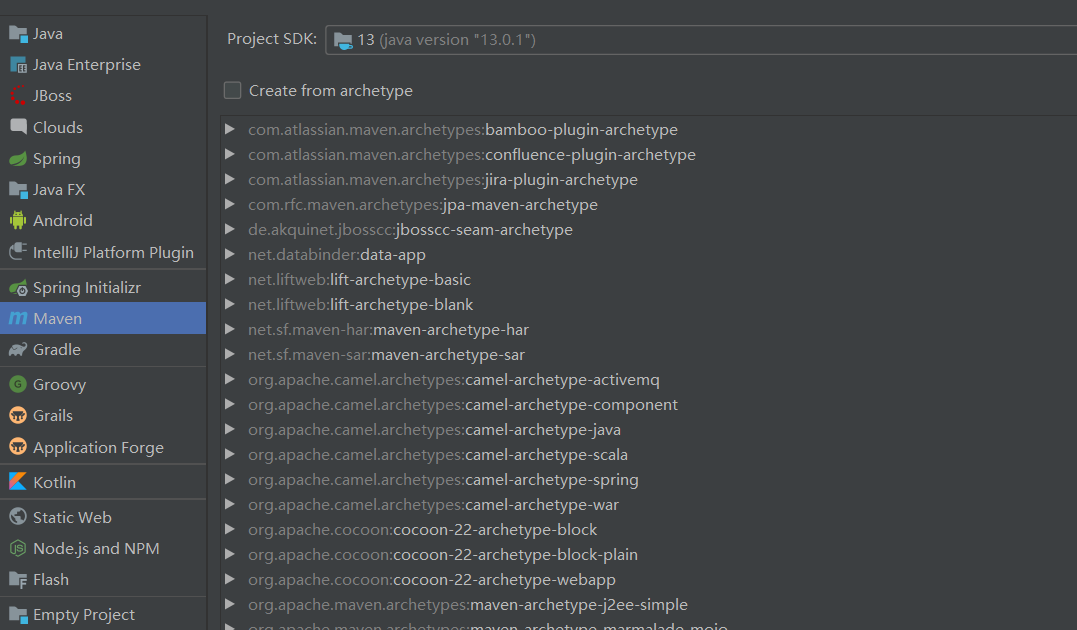 Java
Java Enterprise
JBoss
Clouds
Spring
Java FX
Android
IntelliJ Platform Plugin
Spring Initializr
Maven
Gradle
Groovy
Grails
Application Forge
Kotlin
Static Web
Node.js and NPM
Flash
Empty Project
Project SDK: 13 (java version "13.0.1")
Create from archetype
com.atlassian.maven.archetypes:bamboo-plugin-archetype
com.atlassian.maven.archetypes:confluence-plugin-archetype
com.atlassian.maven.archetypes:jira-plugin-archetype
com.rfc.maven.archetypes:jpa-maven-archetype
de.akquinet.jbosscc:jbosscc-seam-archetype
net.databinder:data-app
net.liftweb:lift-archetype-basic
net.liftweb:lift-archetype-blank
net.sf.maven-har:maven-archetype-har
net.sf.maven-sar:maven-archetype-sar
org.apache.camel.archetypes:camel-archetype-activemq
org.apache.camel.archetypes:camel-archetype-component
org.apache.camel.archetypes:camel-archetype-java
org.apache.camel.archetypes:camel-archetype-scala
org.apache.camel.archetypes:camel-archetype-spring
org.apache.camel.archetypes:camel-archetype-war
org.apache.cocoon:cocoon-22-archetype-block
org.apache.cocoon:cocoon-22-archetype-block-plain
org.apache.cocoon:cocoon-22-archetype-webapp
org.apache.maven.archetypes:maven-archetype-j2ee-simple
org.apache.maven.archetypes:maven-archetype-marmalade-mojo